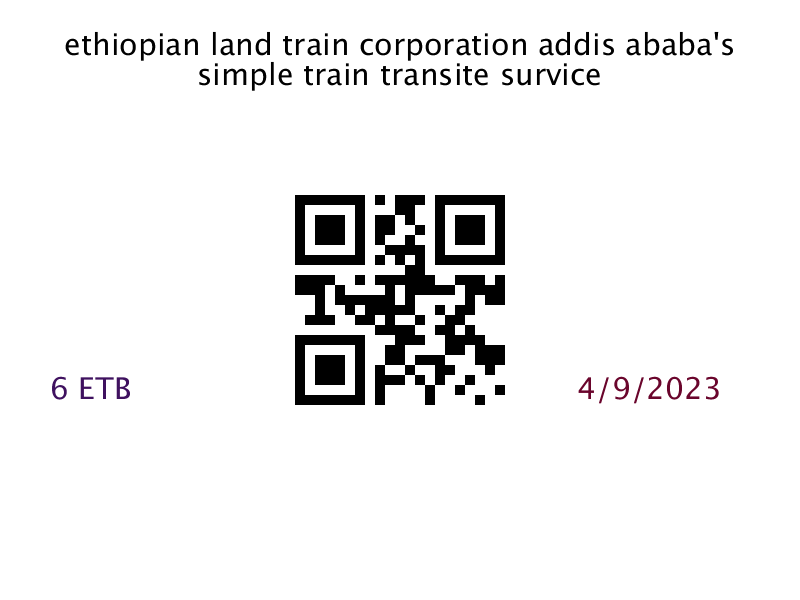 ethiopian land train corporation addis ababa's
simple train transite survice
6 ETB
4/9/2023